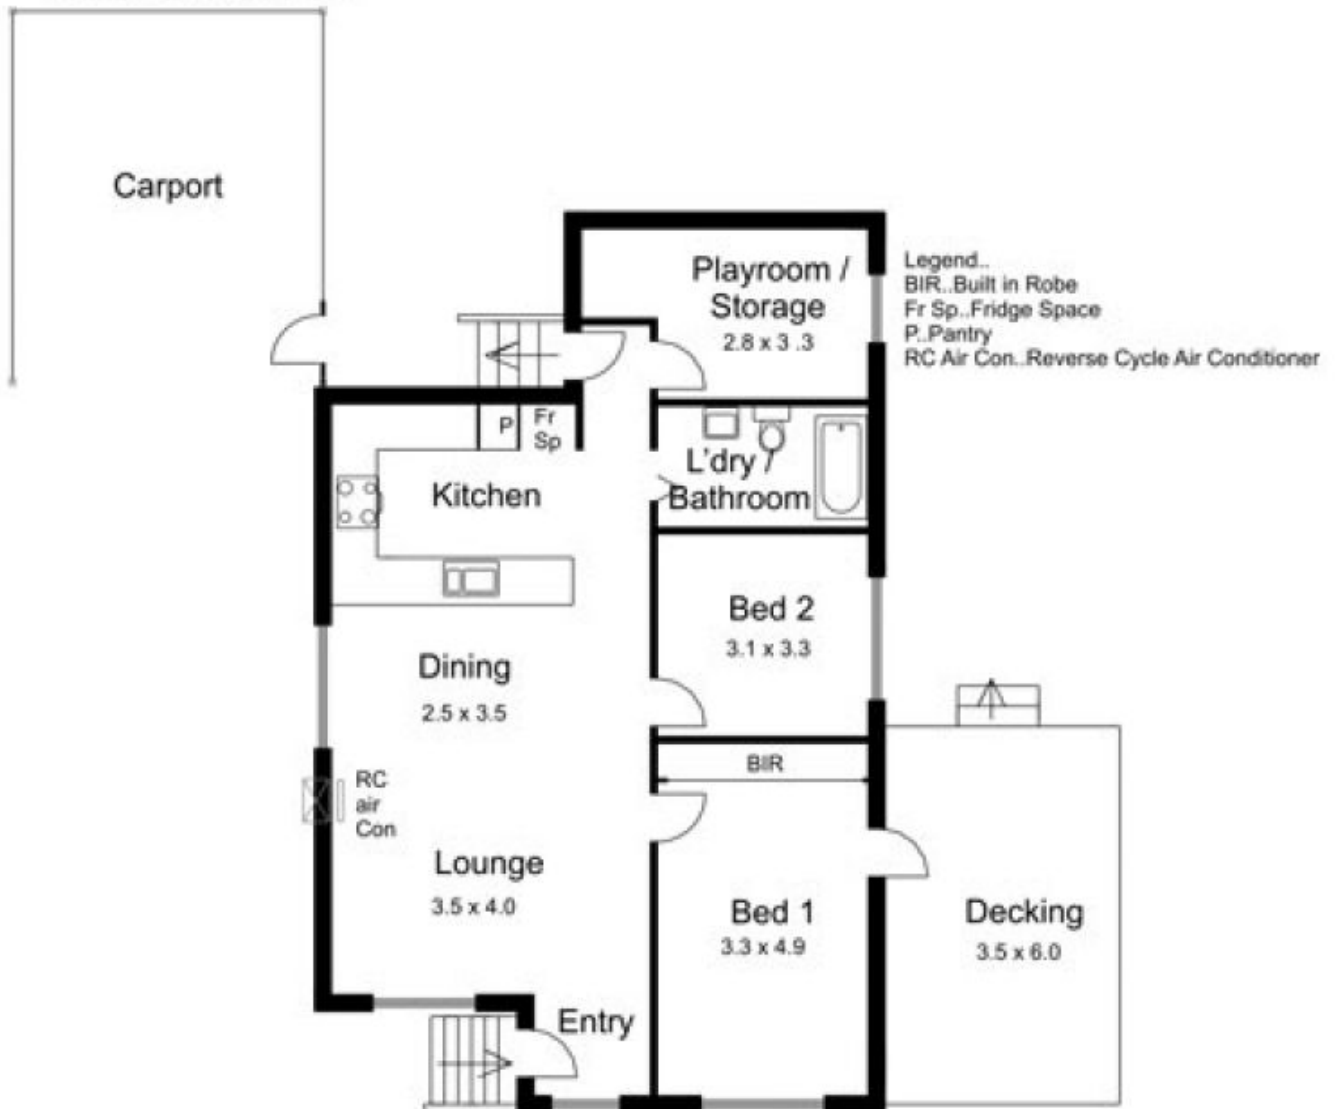 Carport
Playroom /
Storage
2.8 x 3 .3
Legend..
BIR..Built in Robe
Fr Sp..Fridge Space
P..Pantry
RC Air Con..Reverse Cycle Air Conditioner
P
Fr
Sp
Kitchen
L'dry /
Bathroom
Bed 2
3.1 x 3.3
Dining
2.5 x 3.5
BIR
RC
air
Con
Lounge
3.5 x 4.0
Bed 1
3.3 x 4.9
Decking
3.5 x 6.0
Entry